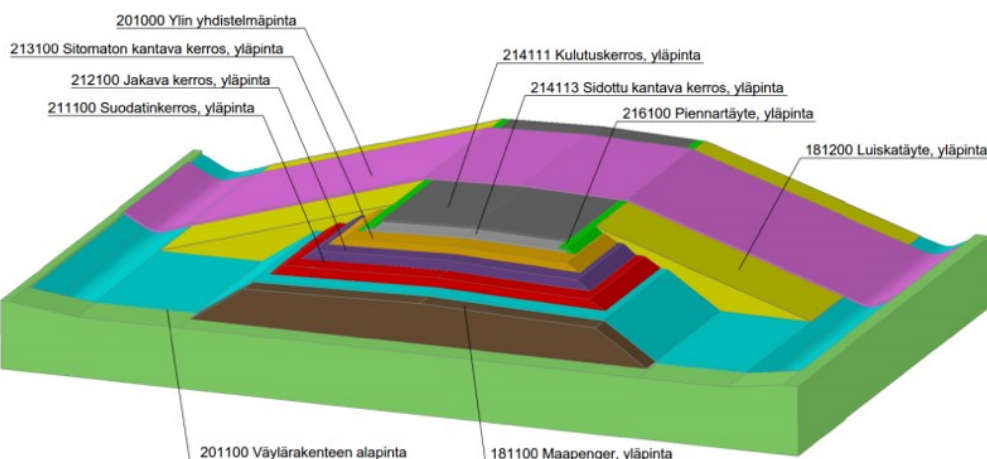 201000 Ylin yhdistelmäpinta
213100 Sitomaton kantava kerros, yläpinta
212100 Jakava kerros, yläpinta
211100 Suodatinkerros, yläpinta
214111 Kulutuskerros, yläpinta
214113 Sidottu kantava kerros, yläpinta
216100 Piennartäyte, yläpinta
181200 Luiskatäyte, yläpinta
201100 Väylärakenteen alapinta
181100 Maapenger, yläpinta